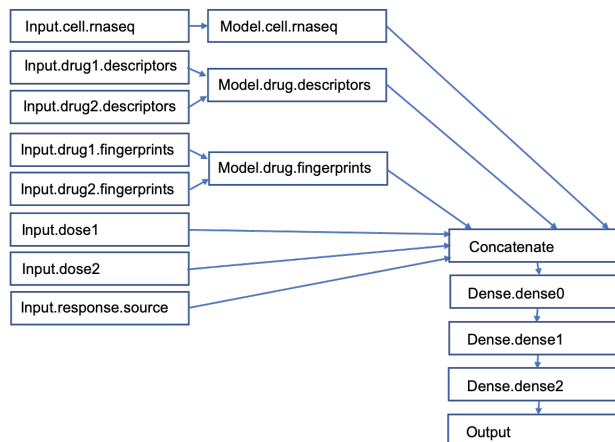 Input.cell.rnaseq
Model.cell.rnaseq
Input.drug1.descriptors
Input.drug2.descriptors
Model.drug.descriptors
Input.drug1.fingerprints
Input.drug2.fingerprints
Model.drug.fingerprints
Input.dose1
Input.dose2
Input.response.source
Concatenate
Dense.dense0
Dense.dense1
Dense.dense2
Output